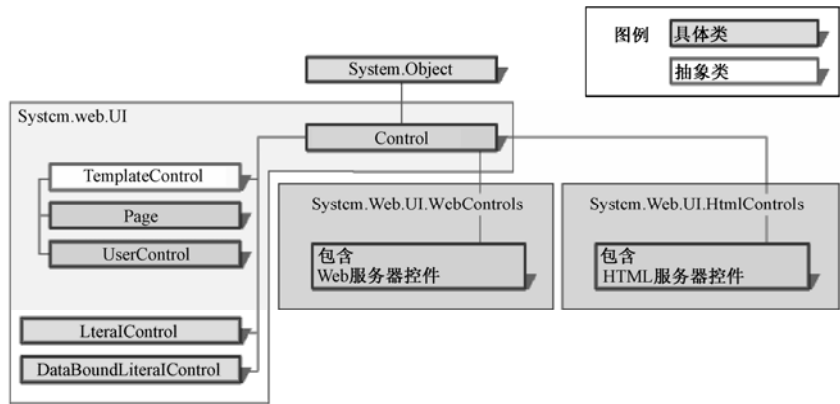 图例
具体类
抽象类
System.Object
Systcm.web.UI
Control
TemplateControl
Page
UserControl
LteralControl
DataBoundLiteralControl
Systcm.Web.UI.WcbControls
包含
Web服务器控件
Systcm.Web.UI.HtmlControls
包含
HTML服务器控件